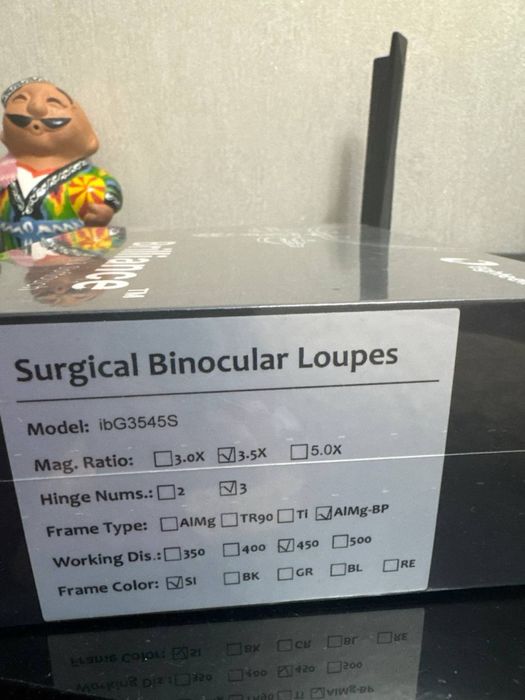 Brilliance™
Surgical Binocular Loupes
Model: ibG3545S
Mag. Ratio: ☐3.0X ☑3.5X ☐5.0X
Hinge Nums.: ☐2 ☑3
Frame Type: ☐AlMg ☐TR90 ☐Ti ☑AlMg-BP
Working Dis.: ☐350 ☐400 ☑450 ☐500
Frame Color: ☑SI ☐BK ☐GR ☐BL ☐RE